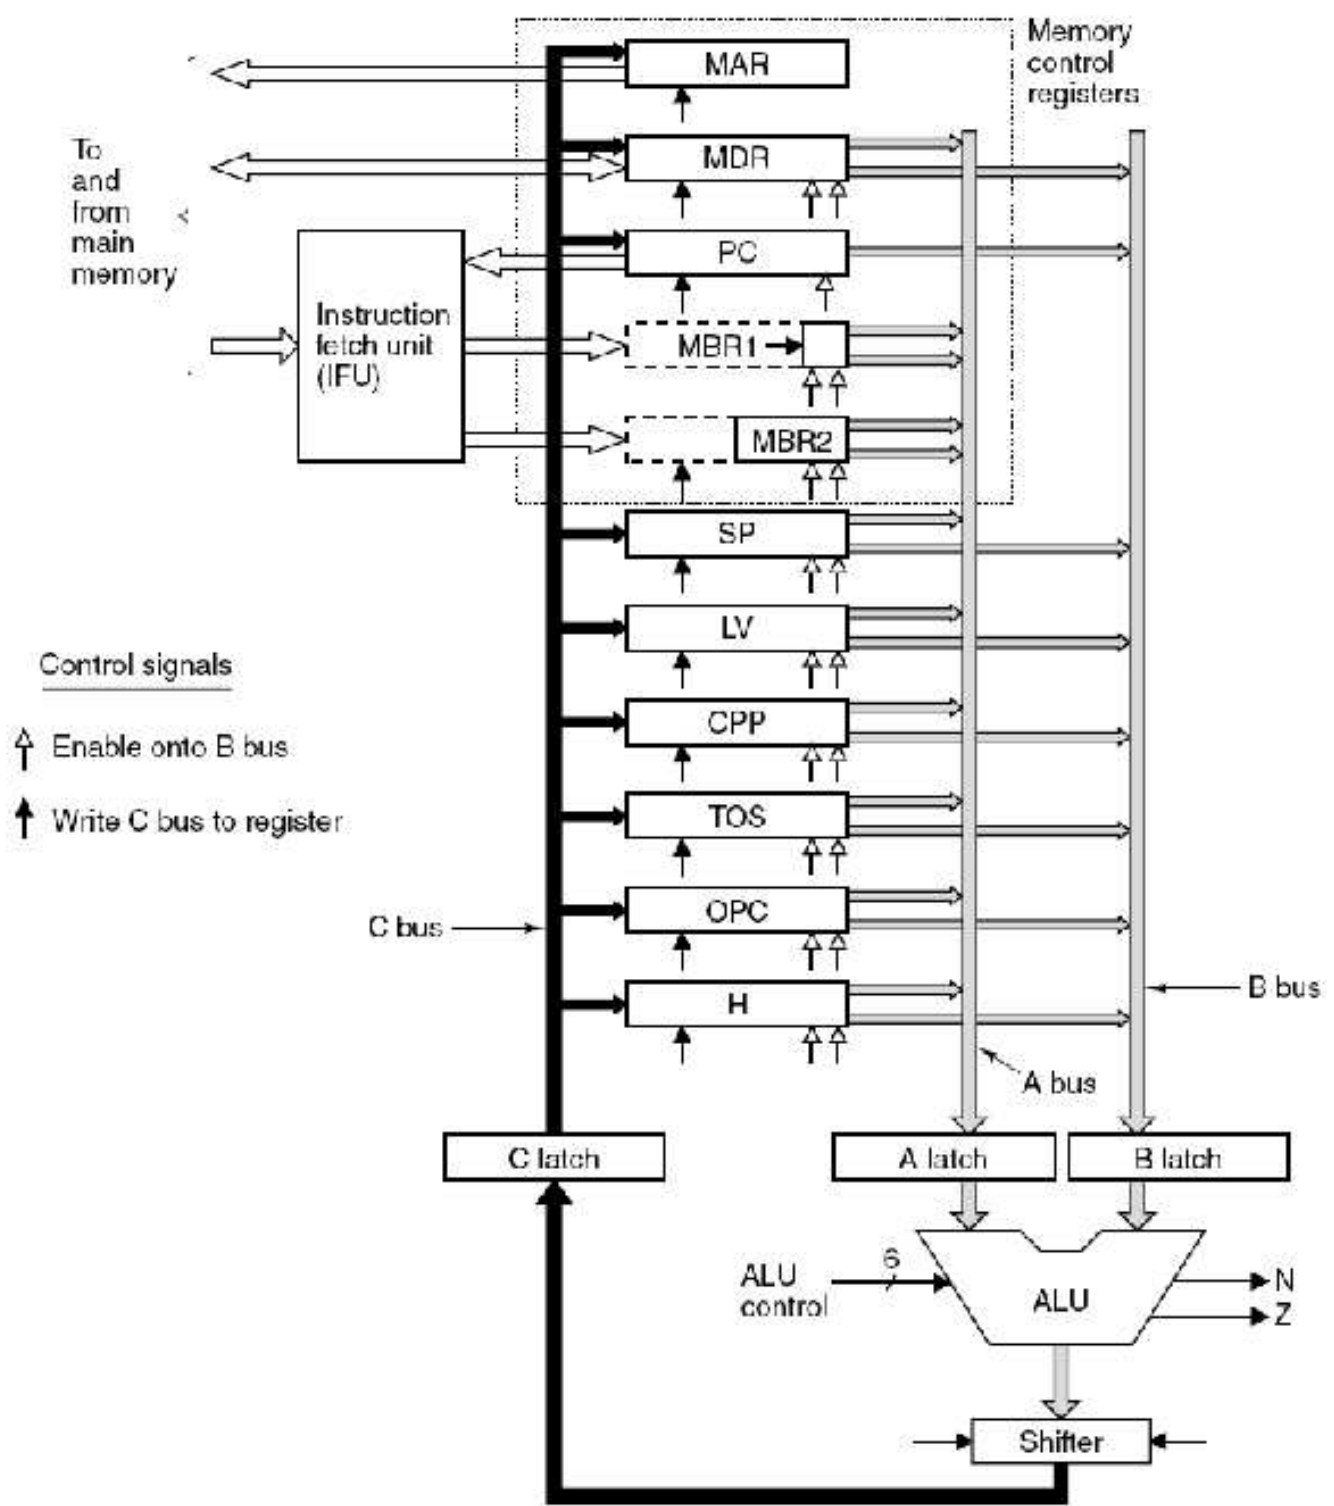 Memory
control
registers
MAR
To
and
from
main
memory
MDR
PC
Instruction
fetch unit
(IFU)
MBR1
MBR2
SP
LV
Control signals
CPP
Enable onto B bus
TOS
Write C bus to register
OPC
C bus
H
B bus
A bus
C latch
A latch
B latch
6
ALU
control
ALU
N
Z
Shifter